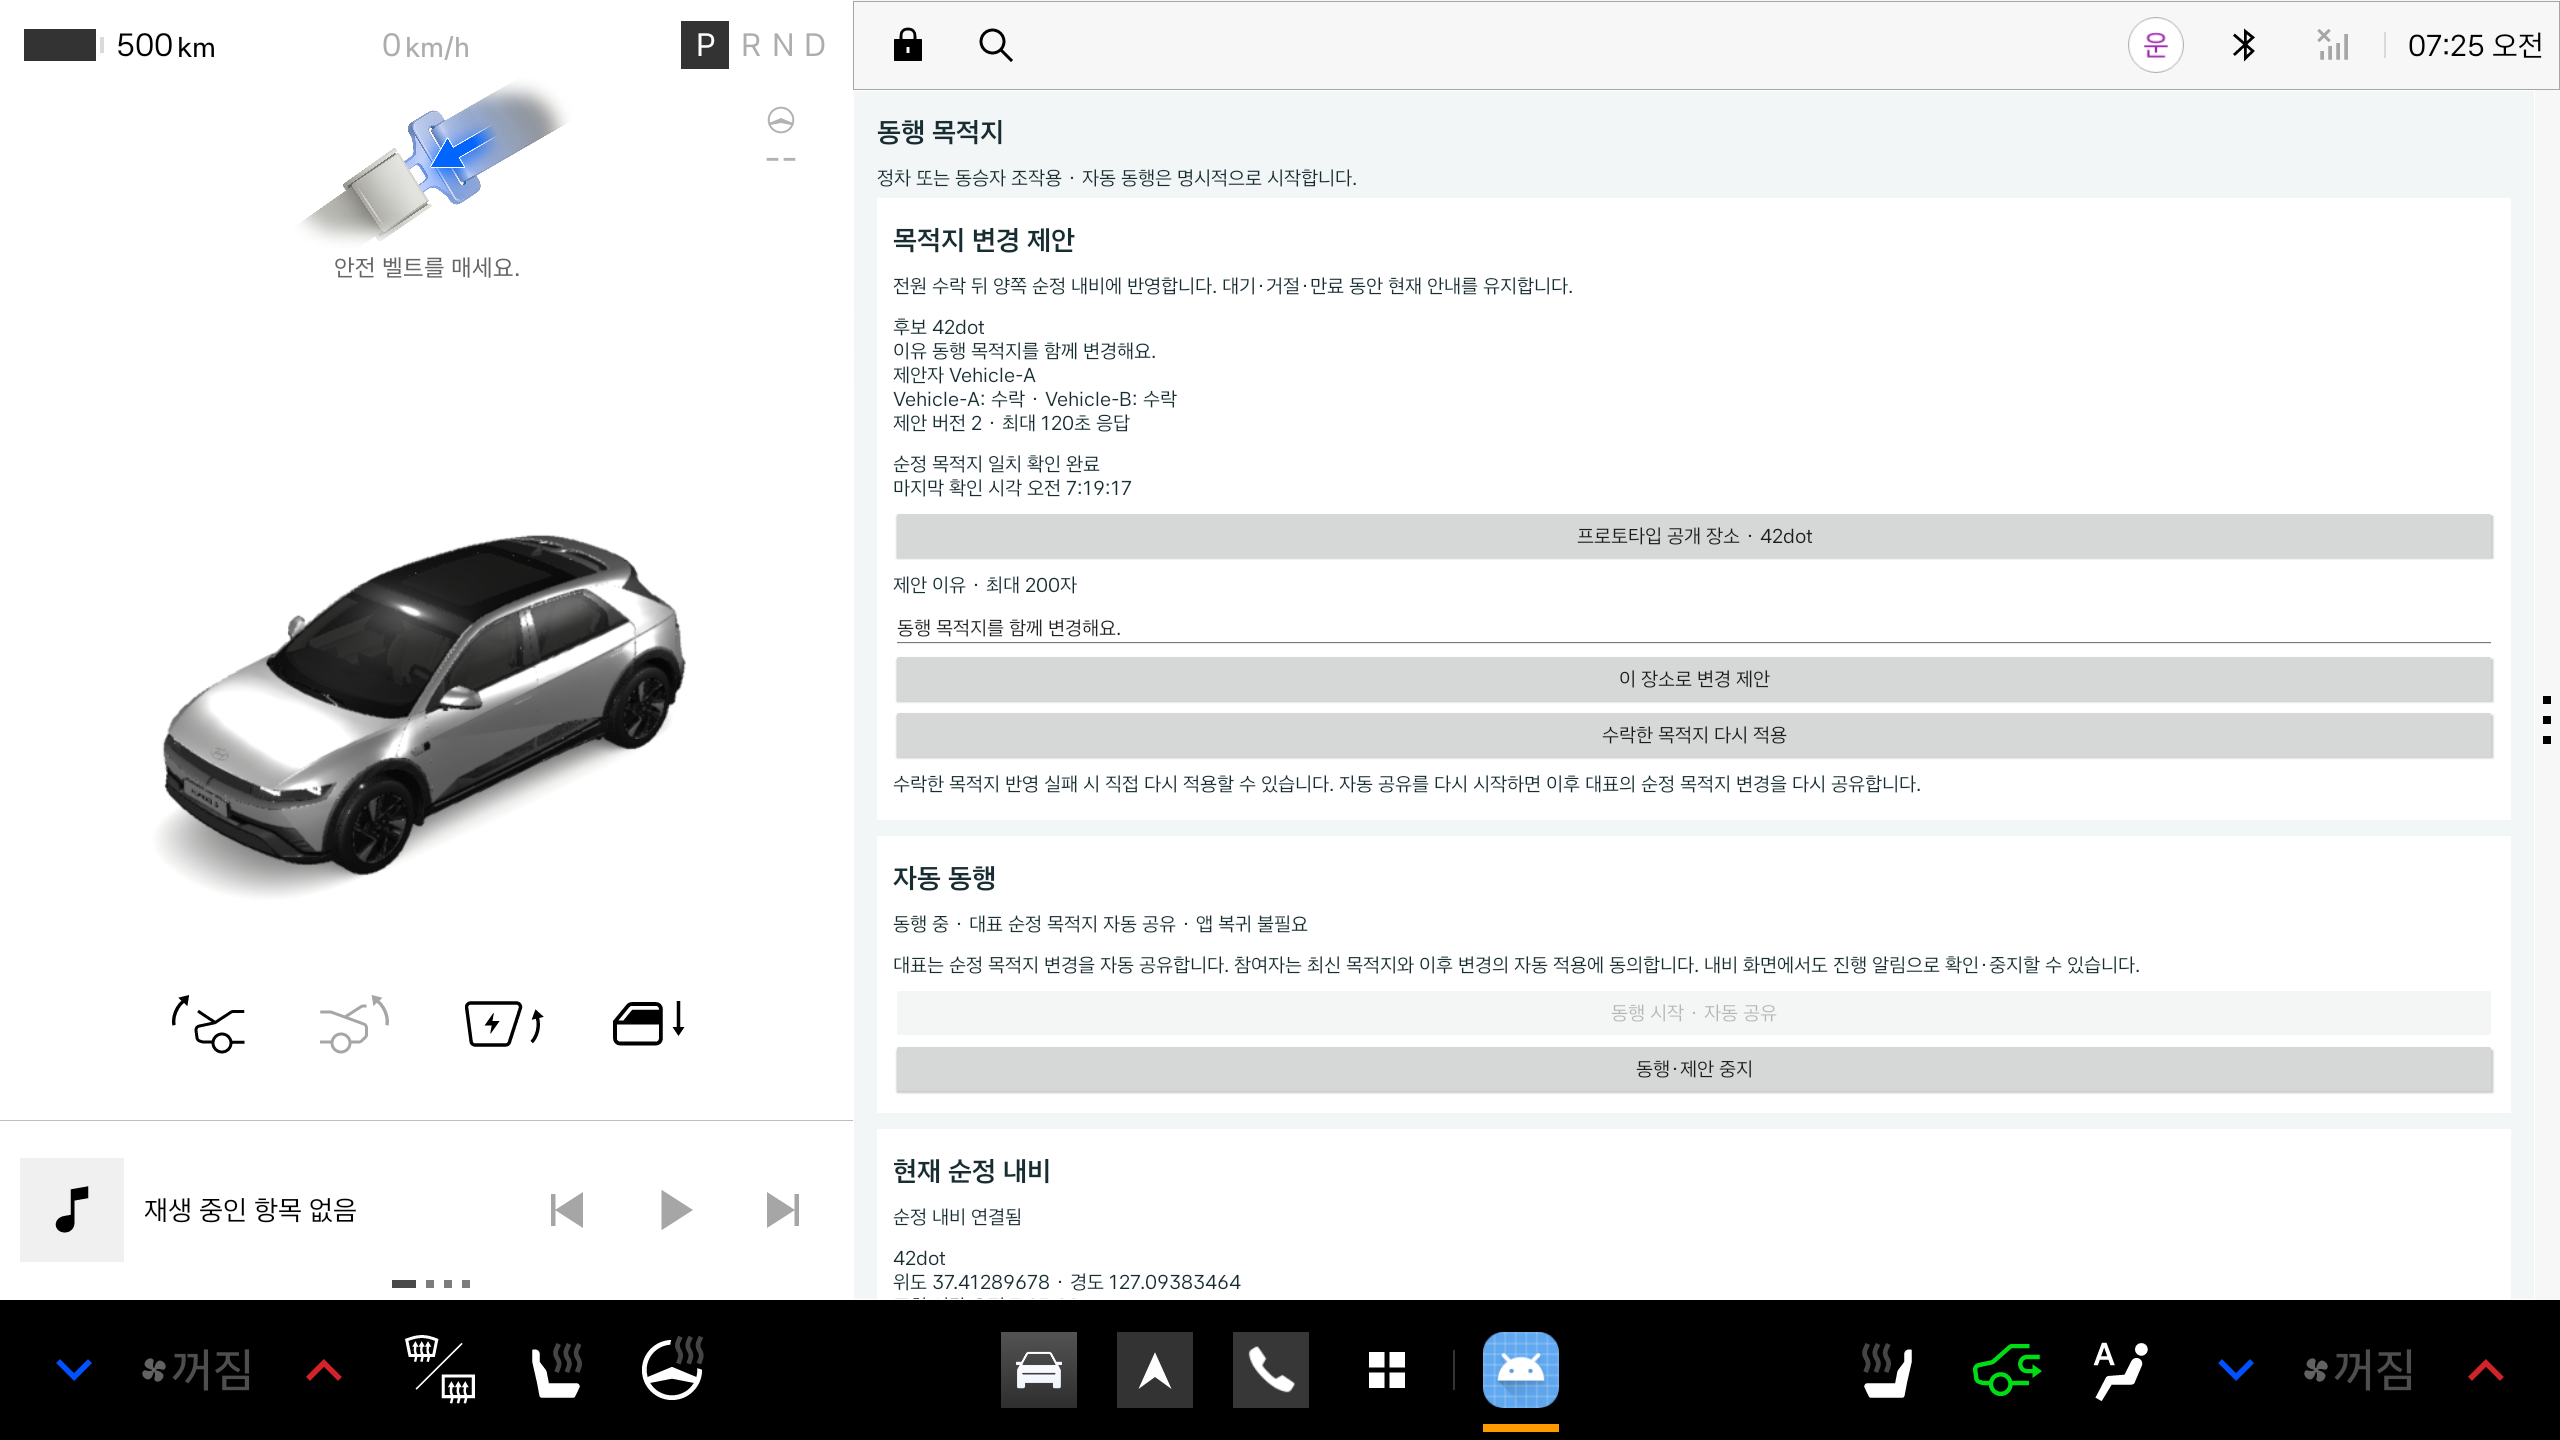 500 km
0 km/h
P R N D
07:25 오전
운
안전 벨트를 매세요.
동행 목적지
정차 또는 동승자 조작용 · 자동 동행은 명시적으로 시작합니다.
목적지 변경 제안
전원 수락 뒤 양쪽 순정 내비에 반영합니다. 대기·거절·만료 동안 현재 안내를 유지합니다.
후보 42dot
이유 동행 목적지를 함께 변경해요.
제안자 Vehicle-A
Vehicle-A: 수락 · Vehicle-B: 수락
제안 버전 2 · 최대 120초 응답
순정 목적지 일치 확인 완료
마지막 확인 시각 오전 7:19:17
프로토타입 공개 장소 · 42dot
제안 이유 · 최대 200자
동행 목적지를 함께 변경해요.
이 장소로 변경 제안
수락한 목적지 다시 적용
수락한 목적지 반영 실패 시 직접 다시 적용할 수 있습니다. 자동 공유를 다시 시작하면 이후 대표의 순정 목적지 변경을 다시 공유합니다.
자동 동행
동행 중 · 대표 순정 목적지 자동 공유 · 앱 복귀 불필요
대표는 순정 목적지 변경을 자동 공유합니다. 참여자는 최신 목적지와 이후 변경의 자동 적용에 동의합니다. 내비 화면에서도 진행 알림으로 확인·중지할 수 있습니다.
동행 시작 · 자동 공유
동행·제안 중지
현재 순정 내비
순정 내비 연결됨
42dot
위도 37.41289678 · 경도 127.09383464
재생 중인 항목 없음
꺼짐
A
꺼짐